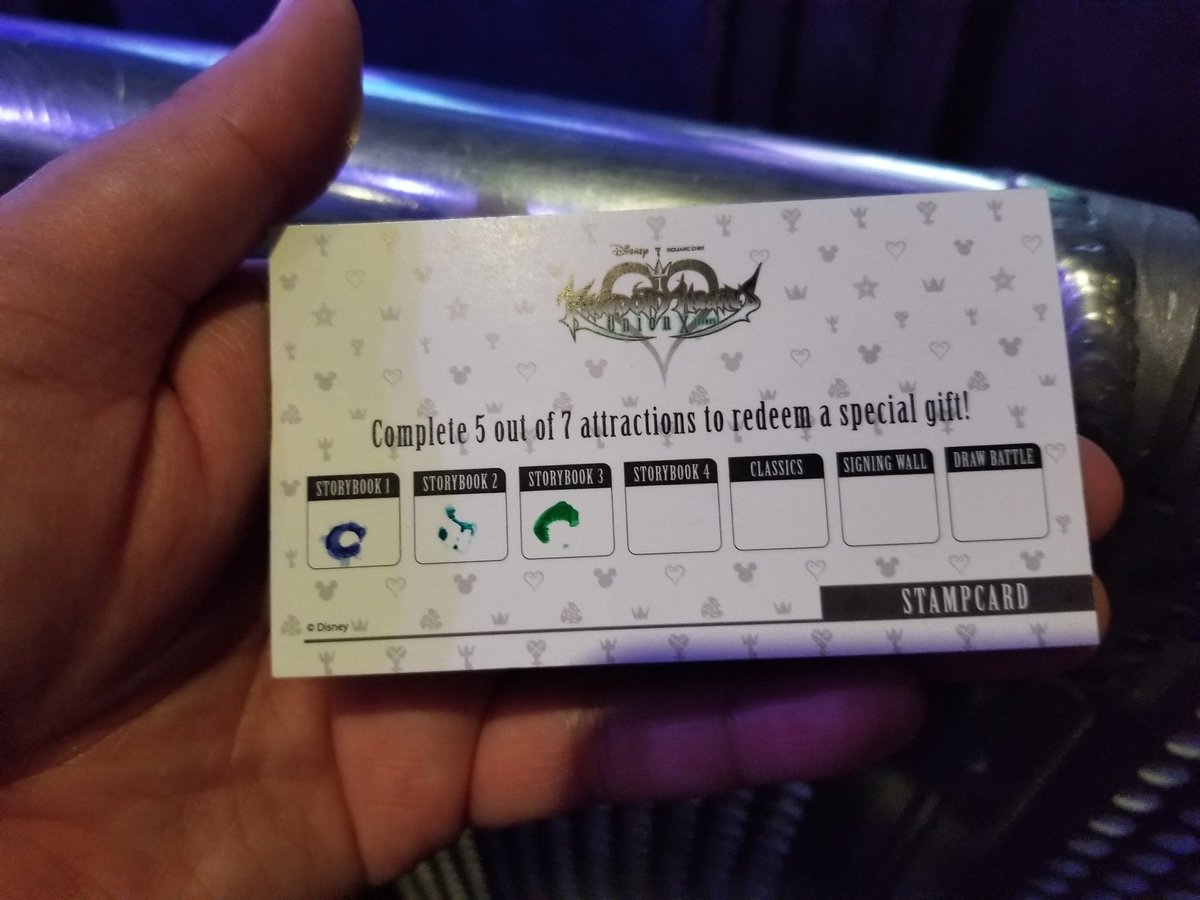 Disney SQUARE ENIX
KINGDOM HEARTS
Union χ
Complete 5 out of 7 attractions to redeem a special gift!
STORYBOOK 1 STORYBOOK 2 STORYBOOK 3 STORYBOOK 4 CLASSICS SIGNING WALL DRAW BATTLE
STAMPCARD
© Disney